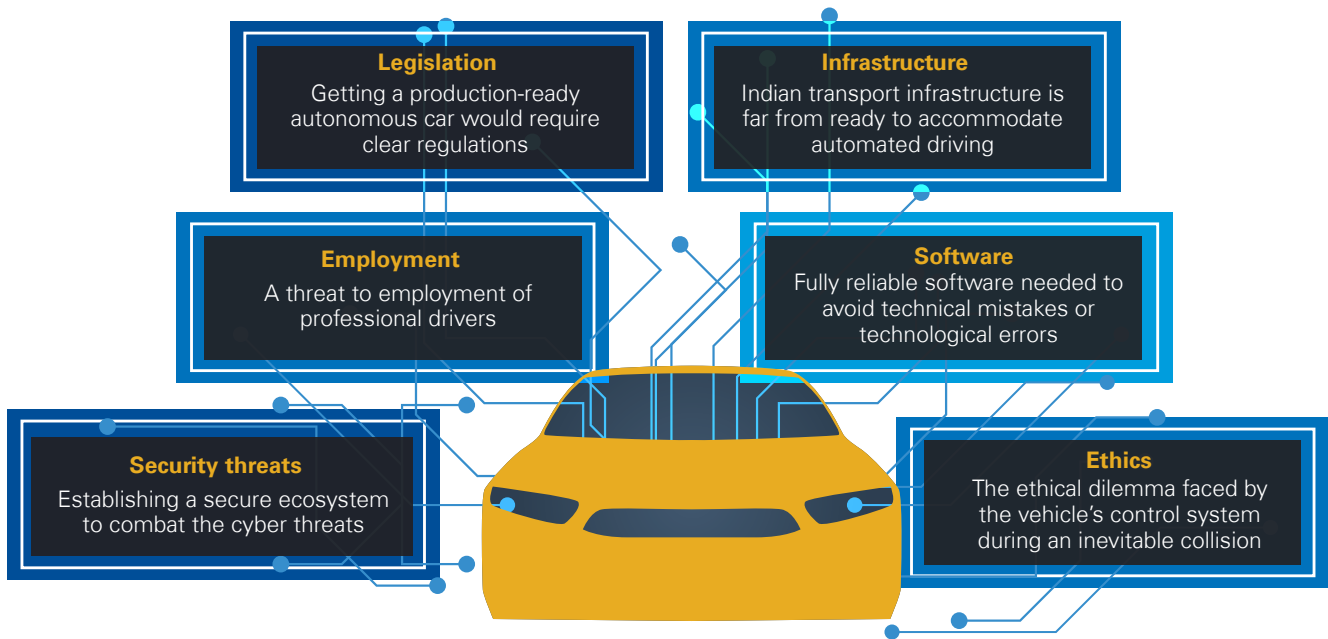 Legislation
Getting a production-ready
autonomous car would require
clear regulations
Infrastructure
Indian transport infrastructure is
far from ready to accommodate
automated driving
Employment
A threat to employment of
professional drivers
Software
Fully reliable software needed to
avoid technical mistakes or
technological errors
Security threats
Establishing a secure ecosystem
to combat the cyber threats
Ethics
The ethical dilemma faced by
the vehicle’s control system
during an inevitable collision